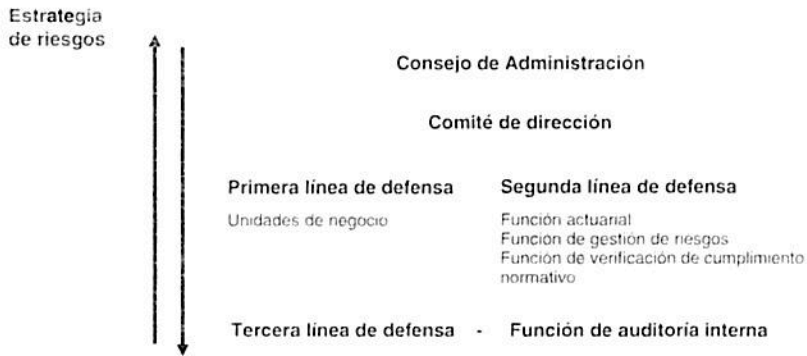 Estrategia
de riesgos
Consejo de Administración
Comité de dirección
Primera línea de defensa
Unidades de negocio
Segunda línea de defensa
Función actuarial
Función de gestión de riesgos
Función de verificación de cumplimiento
normativo
Tercera línea de defensa - Función de auditoría interna